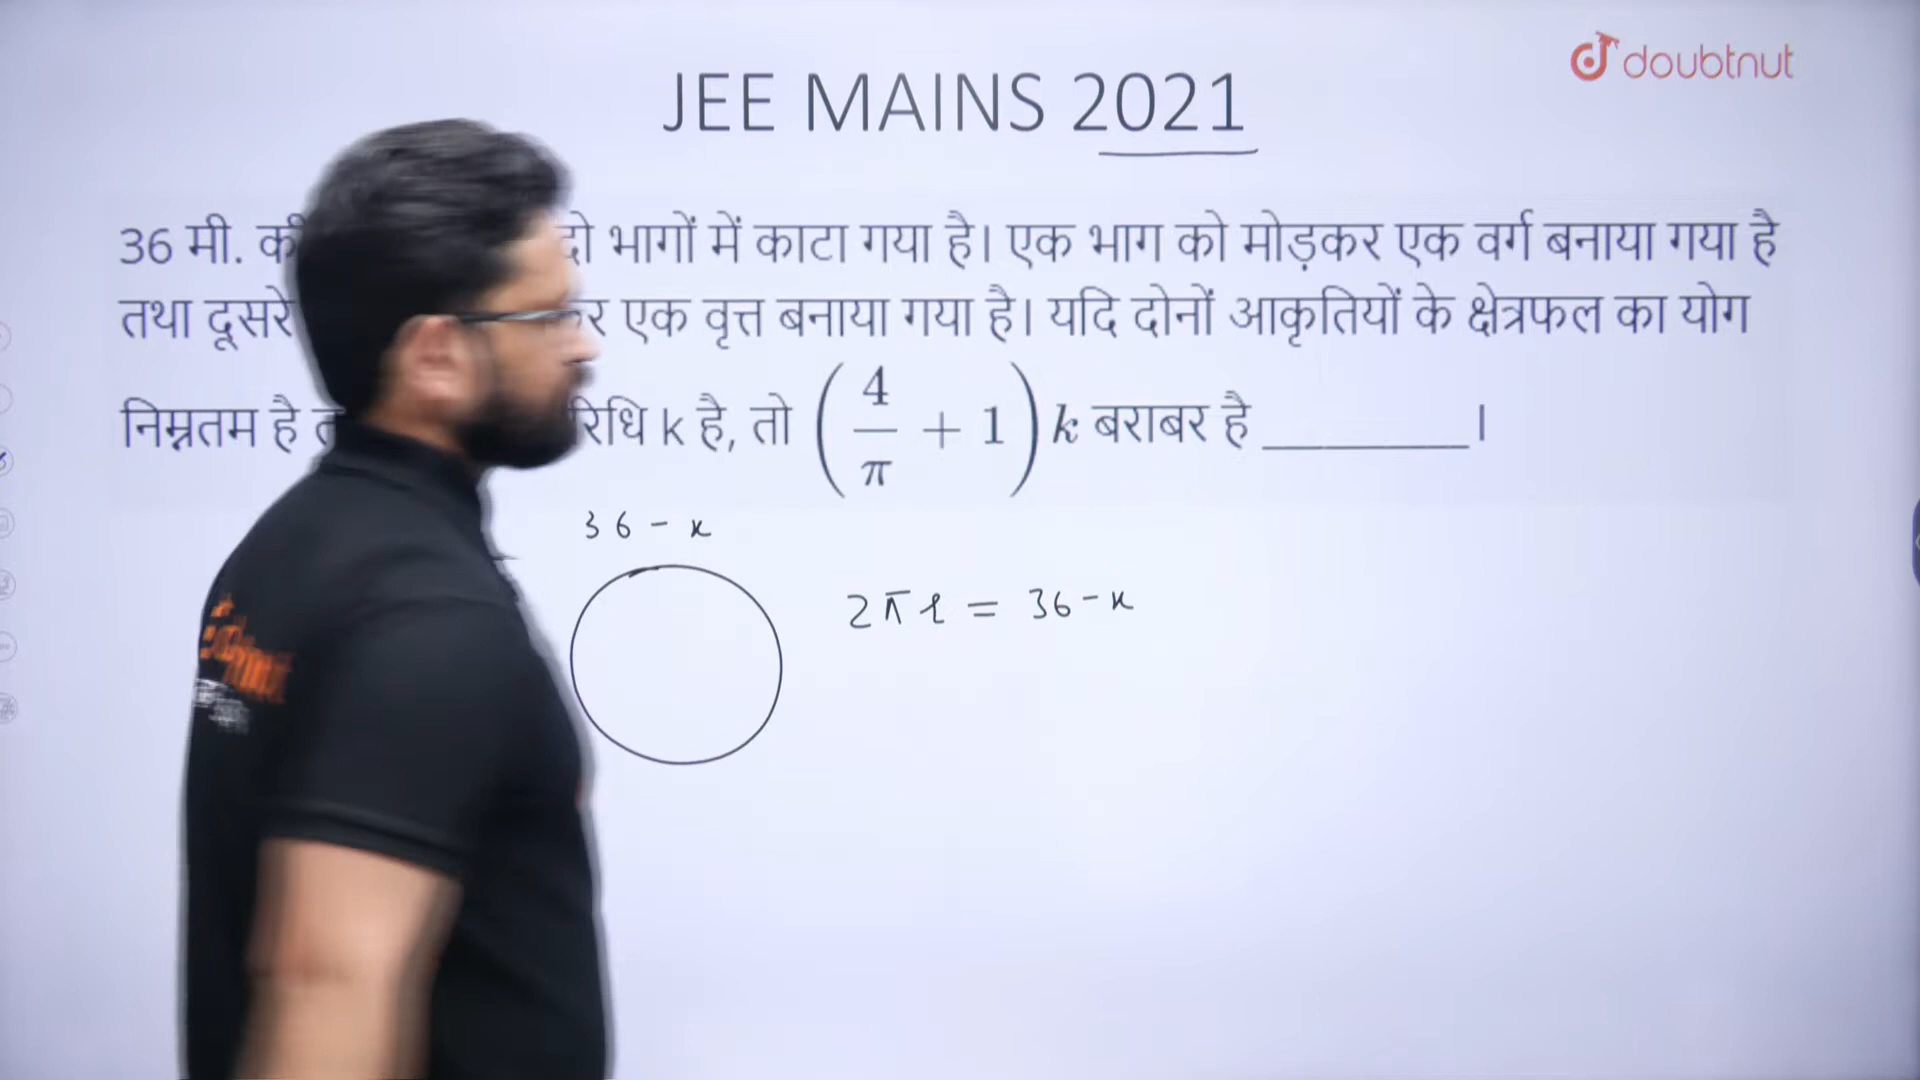 doubtnut
JEE MAINS 2021
36 मी. की दो भागों में काटा गया है। एक भाग को मोड़कर एक वर्ग बनाया गया है
तथा दूसरे एक वृत्त बनाया गया है। यदि दोनों आकृतियों के क्षेत्रफल का योग
निम्नतम है k है, तो (4/π + 1) k बराबर है ________।
36 - x
2πr = 36 - x